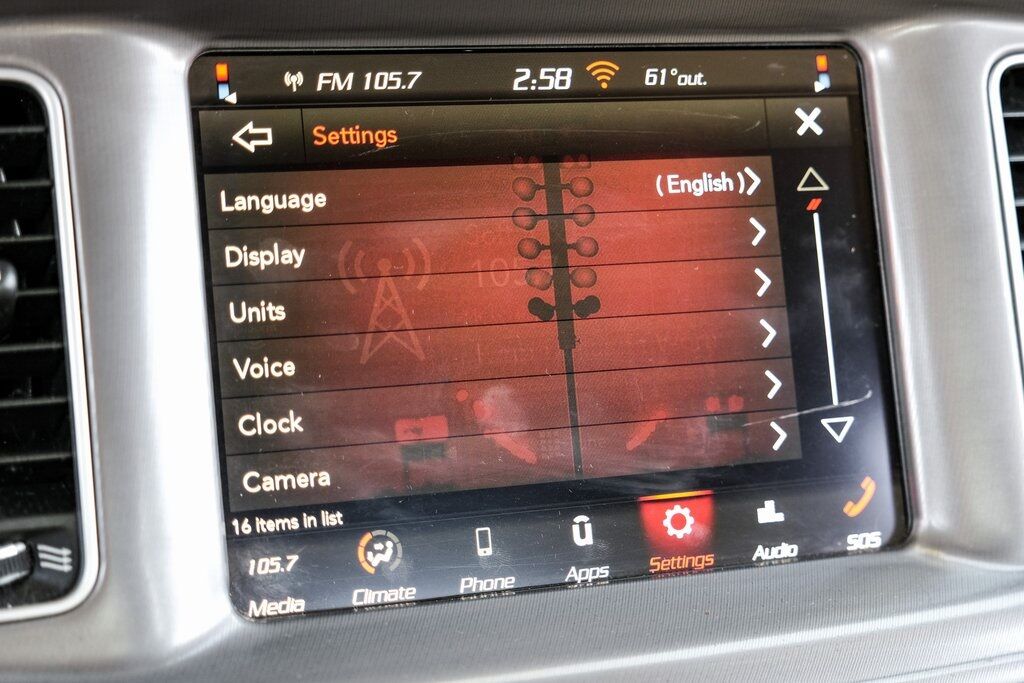 FM 105.7 2:58 61°out.
Settings
Language (English)
Display
Units
Voice
Clock
Camera
16 items in list
105.7
Media Climate Phone Apps Settings Audio SOS